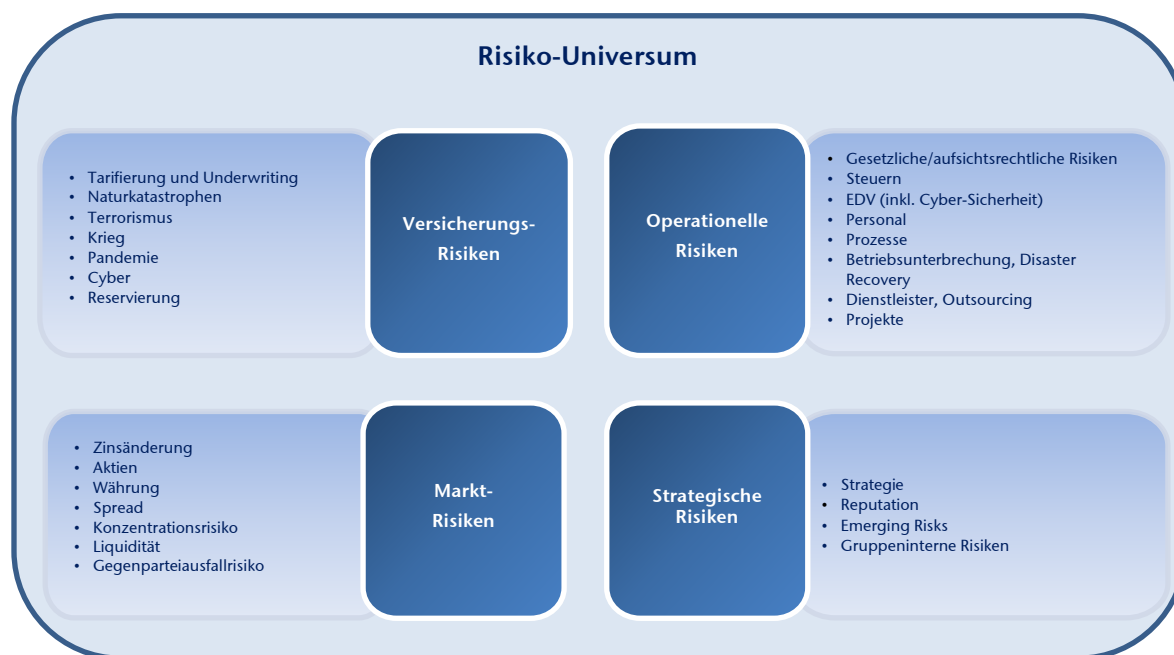 Risiko-Universum
• Tarifierung und Underwriting
• Naturkatastrophen
• Terrorismus
• Krieg
• Pandemie
• Cyber
• Reservierung
Versicherungs-
Risiken
Operationelle
Risiken
• Gesetzliche/aufsichtsrechtliche Risiken
• Steuern
• EDV (inkl. Cyber-Sicherheit)
• Personal
• Prozesse
• Betriebsunterbrechung, Disaster
Recovery
• Dienstleister, Outsourcing
• Projekte
• Zinsänderung
• Aktien
• Währung
• Spread
• Konzentrationsrisiko
• Liquidität
• Gegenparteiausfallrisiko
Markt-
Risiken
Strategische
Risiken
• Strategie
• Reputation
• Emerging Risks
• Gruppeninterne Risiken